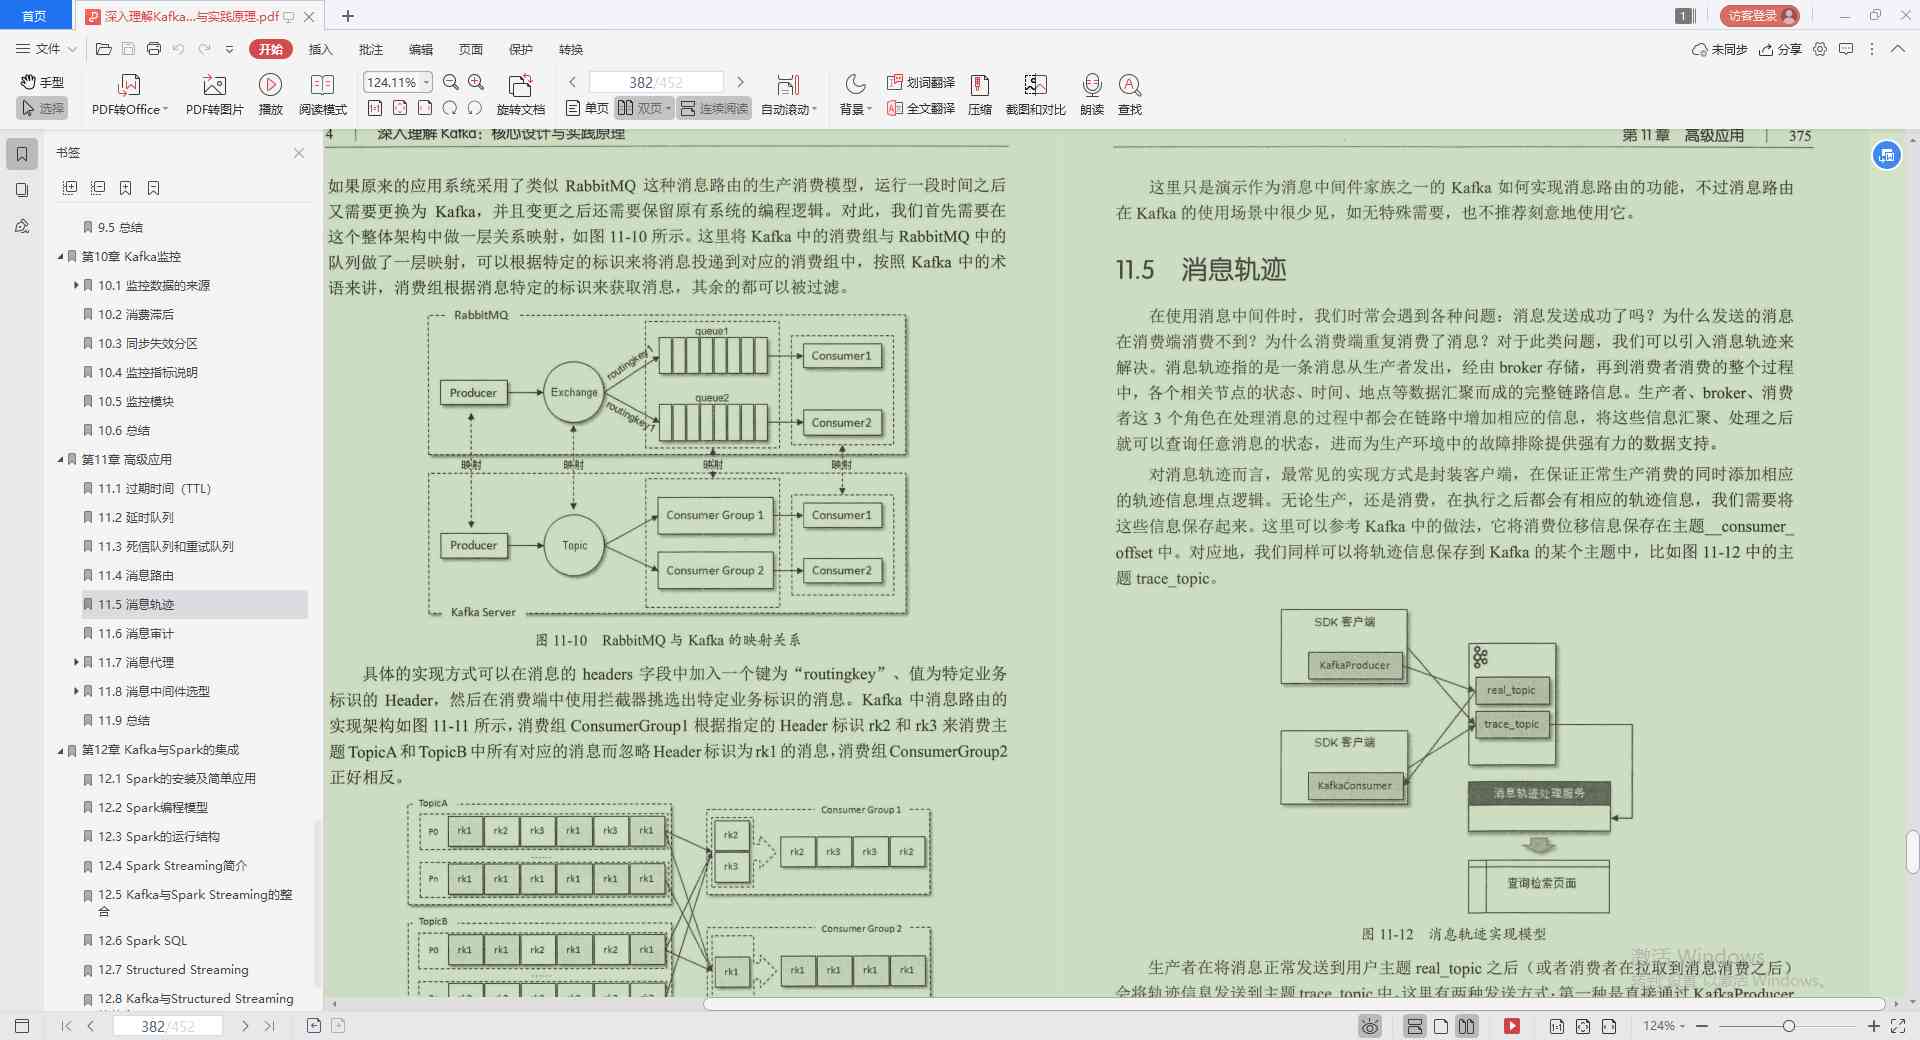 首页
深入理解Kafka...与实践原理.pdf
1
访客登录
文件
开始
插入
批注
编辑
页面
保护
转换
未同步
分享
手型
选择
PDF转Office
PDF转图片
播放
阅读模式
124.11%
旋转文档
382/452
单页
双页
连续阅读
自动滚动
背景
划词翻译
全文翻译
压缩
截图和对比
朗读
查找
书签
9.5 总结
第10章 Kafka监控
10.1 监控数据的来源
10.2 消费滞后
10.3 同步失效分区
10.4 监控指标说明
10.5 监控模块
10.6 总结
第11章 高级应用
11.1 过期时间（TTL）
11.2 延时队列
11.3 死信队列和重试队列
11.4 消息路由
11.5 消息轨迹
11.6 消息审计
11.7 消息代理
11.8 消息中间件选型
11.9 总结
第12章 Kafka与Spark的集成
12.1 Spark的安装及简单应用
12.2 Spark编程模型
12.3 Spark的运行结构
12.4 Spark Streaming简介
12.5 Kafka与Spark Streaming的整
合
12.6 Spark SQL
12.7 Structured Streaming
12.8 Kafka与Structured Streaming
4 | 深入理解 Kafka：核心设计与实践原理
如果原来的应用系统采用了类似 RabbitMQ 这种消息路由的生产消费模型，运行一段时间之后
又需要更换为 Kafka，并且变更之后还需要保留原有系统的编程逻辑。对此，我们首先需要在
这个整体架构中做一层关系映射，如图 11-10 所示。这里将 Kafka 中的消费组与 RabbitMQ 中的
队列做了一层映射，可以根据特定的标识来将消息投递到对应的消费组中，按照 Kafka 中的术
语来讲，消费组根据消息特定的标识来获取消息，其余的都可以被过滤。
RabbitMQ
queue1
routingkey1
Consumer1
Producer
Exchange
queue2
routingkey1
Consumer2
映射 映射 映射 映射
Consumer Group 1
Consumer1
Producer
Topic
Consumer Group 2
Consumer2
Kafka Server
图 11-10 RabbitMQ 与 Kafka 的映射关系
具体的实现方式可以在消息的 headers 字段中加入一个键为“routingkey”、值为特定业务
标识的 Header，然后在消费端中使用拦截器挑选出特定业务标识的消息。Kafka 中消息路由的
实现架构如图 11-11 所示，消费组 ConsumerGroup1 根据指定的 Header 标识 rk2 和 rk3 来消费主
题 TopicA 和 TopicB 中所有对应的消息而忽略 Header 标识为 rk1 的消息，消费组 ConsumerGroup2
正好相反。
TopicA
P0 rk1 rk2 rk3 rk1 rk3 rk1
......
Pn rk1 rk1 rk1 rk1 rk1 rk1
Consumer Group 1
rk2
rk3
rk2 rk3 rk3 rk2
TopicB
P0 rk1 rk1 rk2 rk1 rk2 rk1
......
Consumer Group 2
rk1
rk1 rk1 rk1 rk1
第 11 章 高级应用 | 375
这里只是演示作为消息中间件家族之一的 Kafka 如何实现消息路由的功能，不过消息路由
在 Kafka 的使用场景中很少见，如无特殊需要，也不推荐刻意地使用它。
11.5 消息轨迹
在使用消息中间件时，我们时常会遇到各种问题：消息发送成功了吗？为什么发送的消息
在消费端消费不到？为什么消费端重复消费了消息？对于此类问题，我们可以引入消息轨迹来
解决。消息轨迹指的是一条消息从生产者发出，经由 broker 存储，再到消费者消费的整个过程
中，各个相关节点的状态、时间、地点等数据汇聚而成的完整链路信息。生产者、broker、消费
者这 3 个角色在处理消息的过程中都会在链路中增加相应的信息，将这些信息汇聚、处理之后
就可以查询任意消息的状态，进而为生产环境中的故障排除提供强有力的数据支持。
对消息轨迹而言，最常见的实现方式是封装客户端，在保证正常生产消费的同时添加相应
的轨迹信息埋点逻辑。无论生产，还是消费，在执行之后都会有相应的轨迹信息，我们需要将
这些信息保存起来。这里可以参考 Kafka 中的做法，它将消费位移信息保存在主题__consumer_
offset 中。对应地，我们同样可以将轨迹信息保存到 Kafka 的某个主题中，比如图 11-12 中的主
题 trace_topic。
SDK 客户端
KafkaProducer
real_topic
trace_topic
SDK 客户端
KafkaConsumer
消息轨迹处理服务
查询检索页面
图 11-12 消息轨迹实现模型
生产者在将消息正常发送到用户主题 real_topic 之后（或者消费者在拉取到消息消费之后）
会将轨迹信息发送到主题 trace_topic 中。这里有两种发送方式：第一种是直接通过 KafkaProducer
激活 Windows
转到"设置"以激活 Windows。
382/452
124%